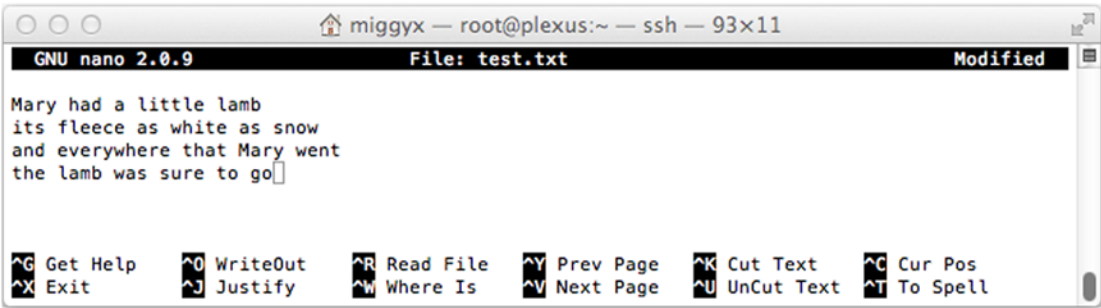 miggyx — root@plexus:~ — ssh — 93×11
GNU nano 2.0.9 File: test.txt Modified
Mary had a little lamb
its fleece as white as snow
and everywhere that Mary went
the lamb was sure to go
^G Get Help ^O WriteOut ^R Read File ^Y Prev Page ^K Cut Text ^C Cur Pos
^X Exit ^J Justify ^W Where Is ^V Next Page ^U UnCut Text ^T To Spell